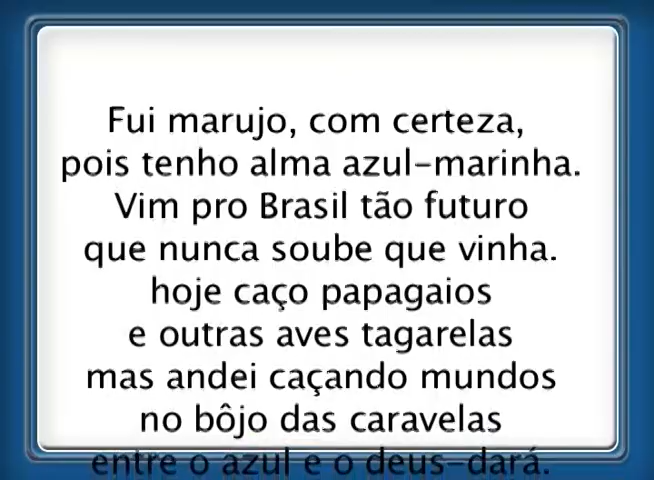 Fui marujo, com certeza,
pois tenho alma azul-marinha.
Vim pro Brasil tão futuro
que nunca soube que vinha.
hoje caço papagaios
e outras aves tagarelas
mas andei caçando mundos
no bôjo das caravelas
entre o azul e o deus-dará.